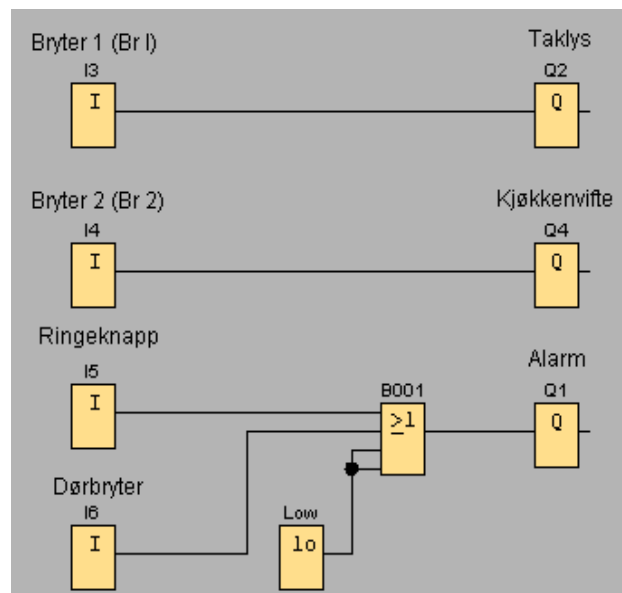 Bryter 1 (Br I) Taklys
I3 Q2
I Q
Bryter 2 (Br 2) Kjøkkenvifte
I4 Q4
I Q
Ringeknapp
I5
I
Alarm
B001 Q1
≥1 Q
Dørbryter
I6 Low
I lo